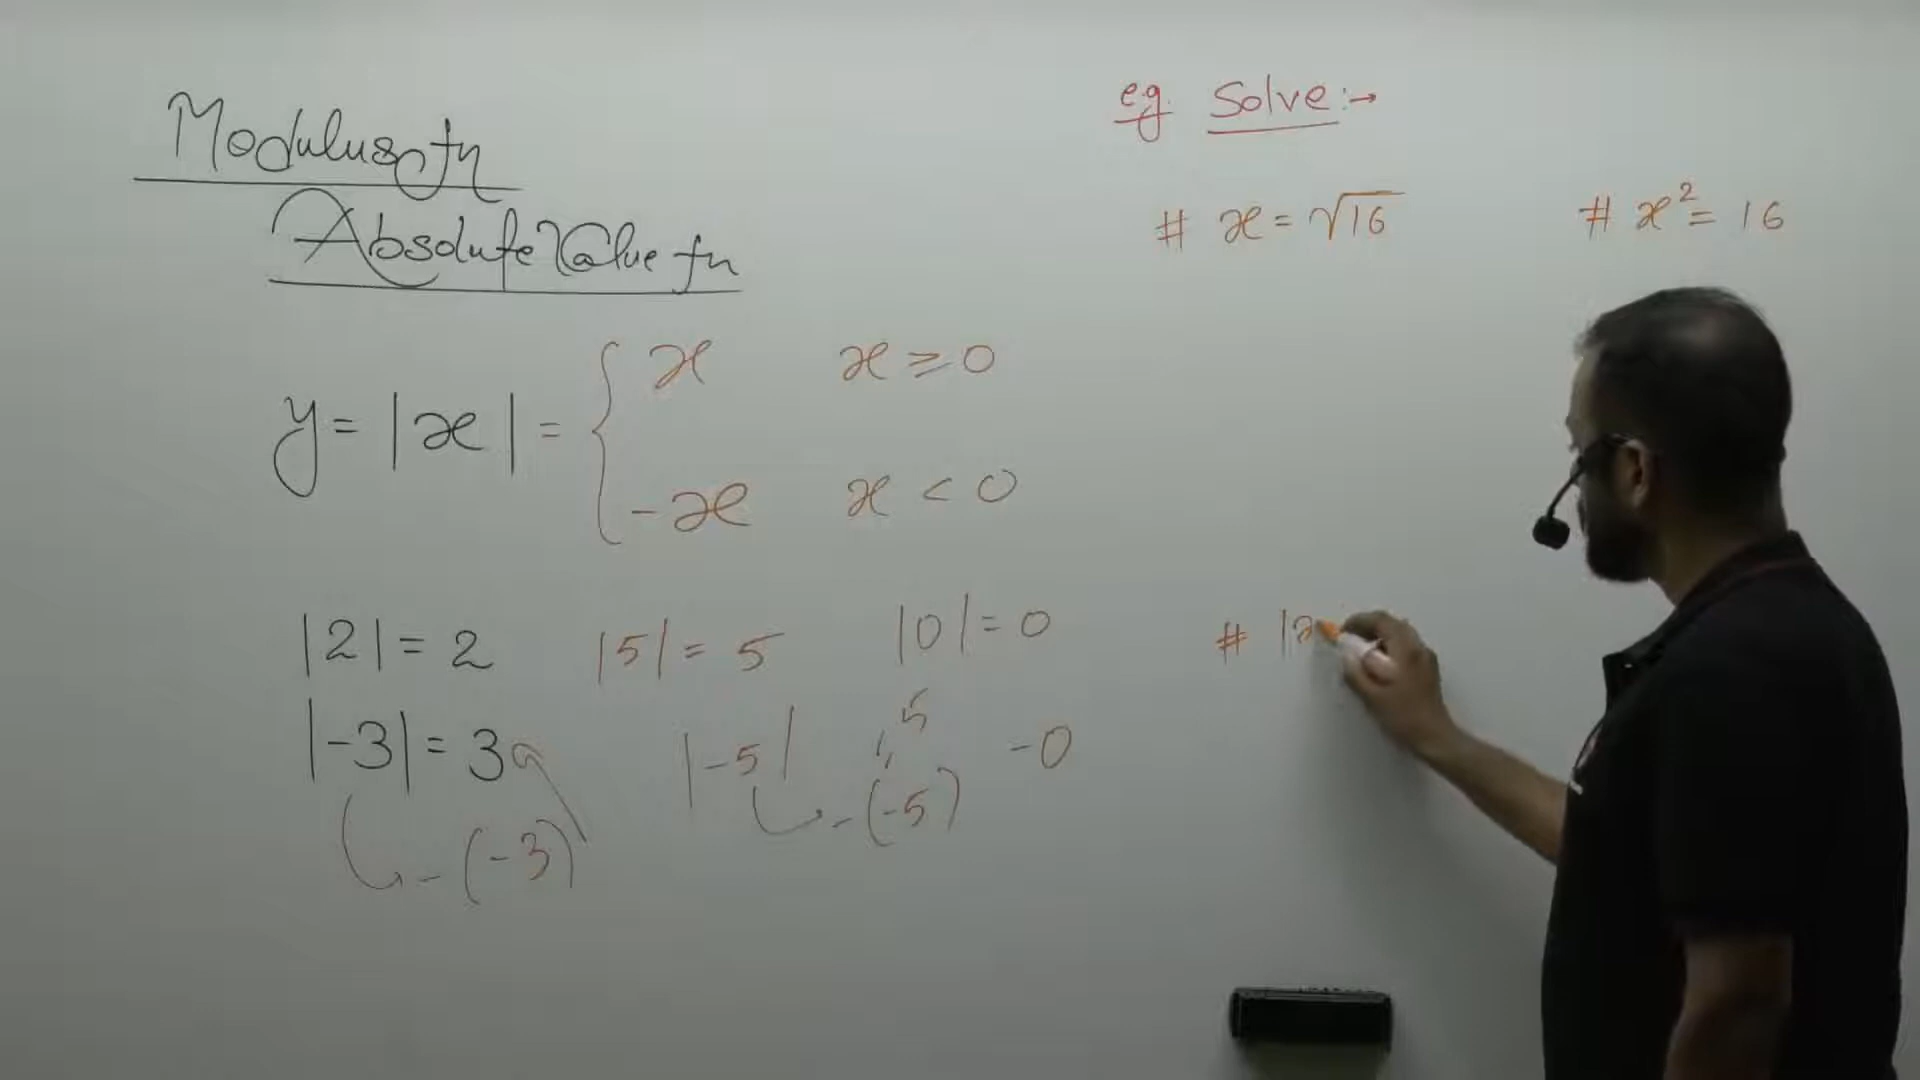 Modulus fn
Absolute Value fn
y = |x| = { x x ≥ 0
-x x < 0
|2| = 2 |5| = 5 |0| = 0
|-3| = 3 |-5| 5 -0
-(-3) -(-5)
e.g. Solve:→
# x = √16 # x² = 16
# |x